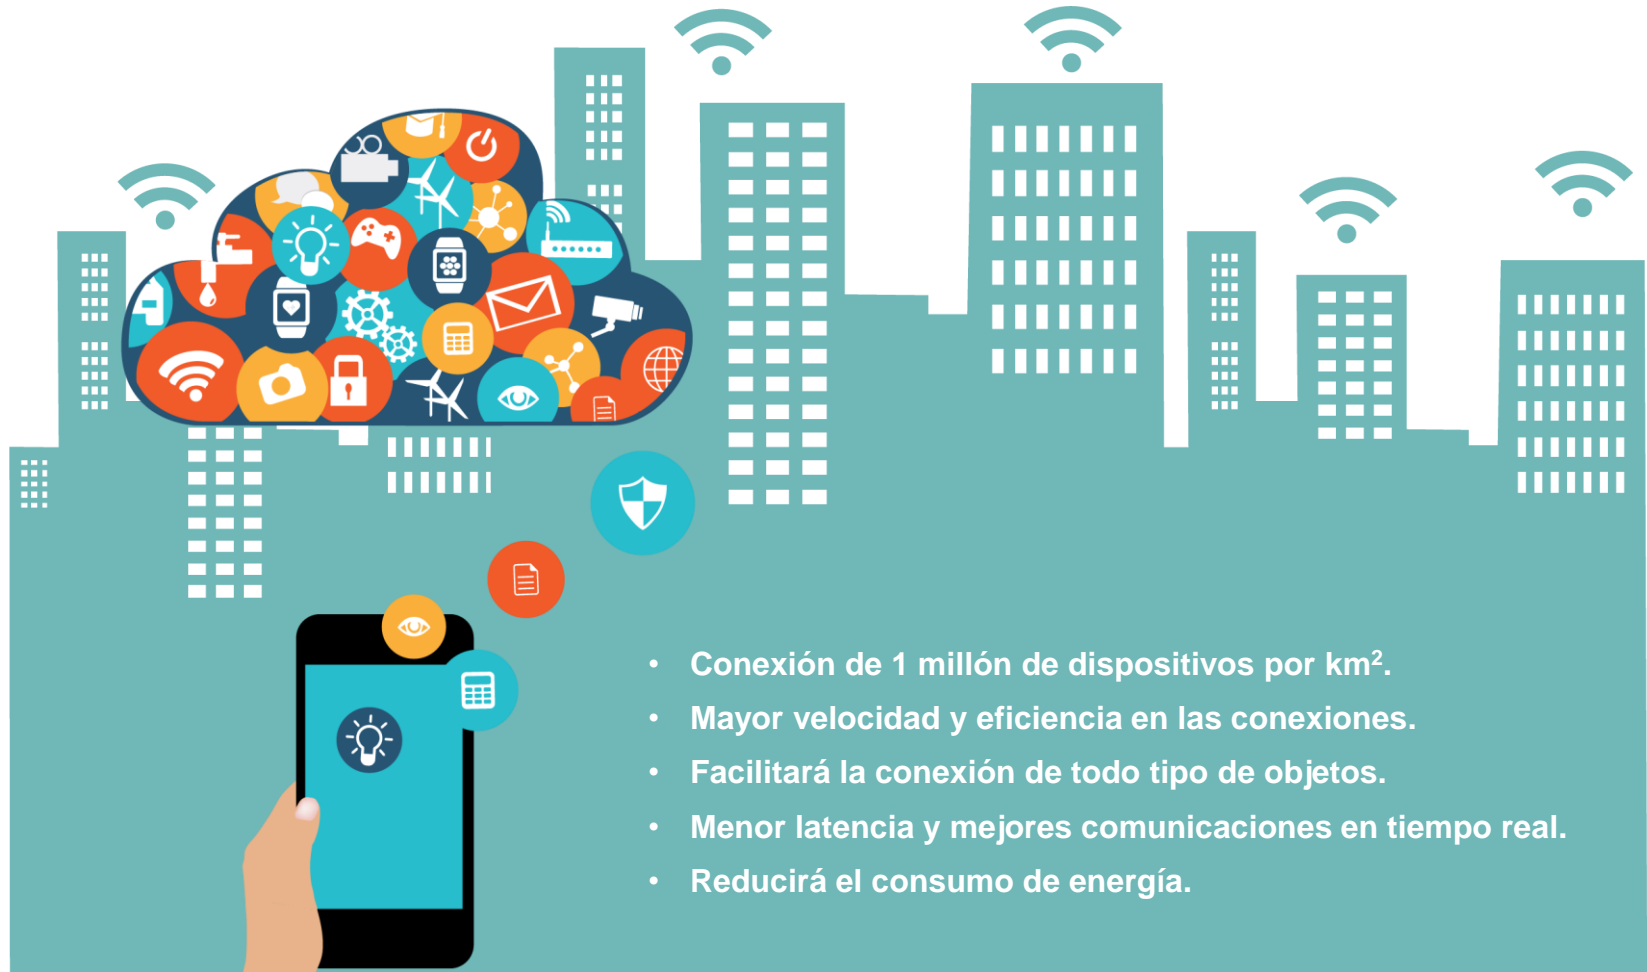 • Conexión de 1 millón de dispositivos por km².
• Mayor velocidad y eficiencia en las conexiones.
• Facilitará la conexión de todo tipo de objetos.
• Menor latencia y mejores comunicaciones en tiempo real.
• Reducirá el consumo de energía.